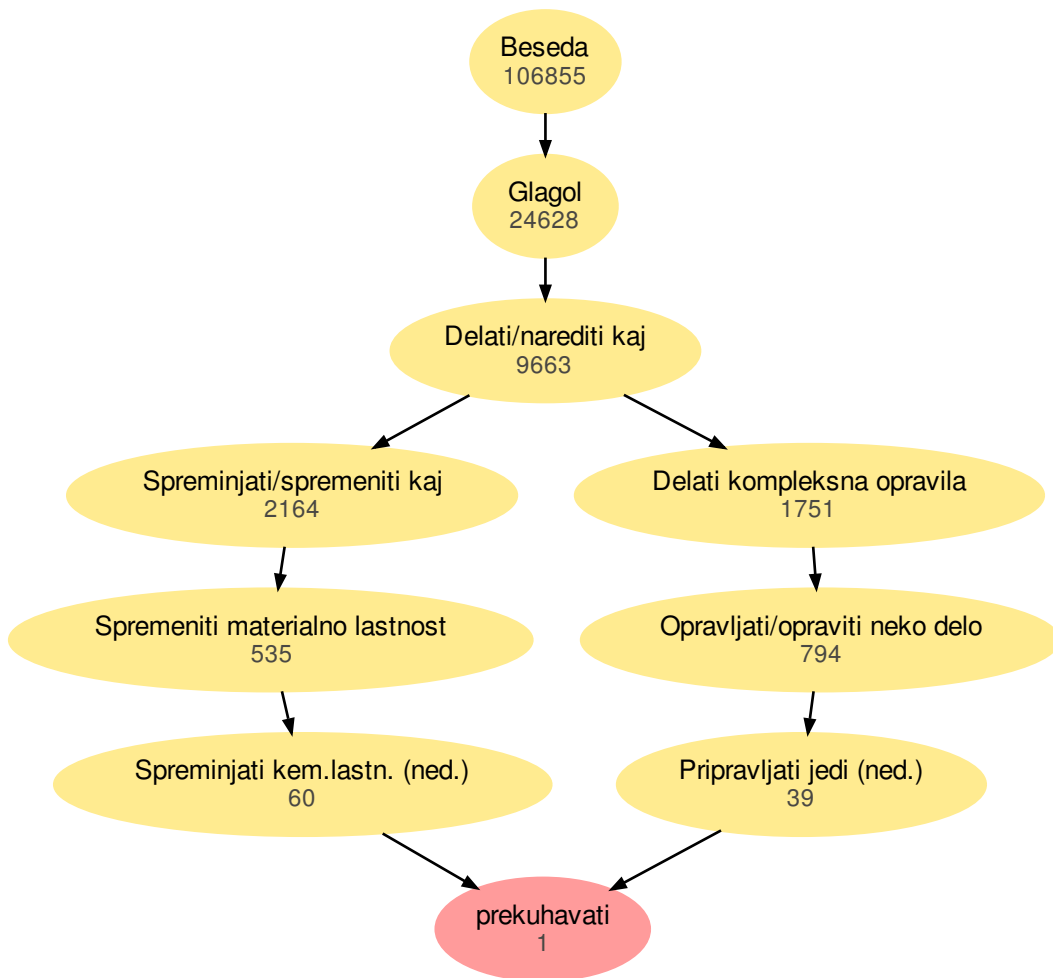 Beseda
106855
Glagol
24628
Delati/narediti kaj
9663
Spreminjati/spremeniti kaj
2164
Delati kompleksna opravila
1751
Spremeniti materialno lastnost
535
Opravljati/opraviti neko delo
794
Spreminjati kem.lastn. (ned.)
60
Pripravljati jedi (ned.)
39
prekuhavati
1